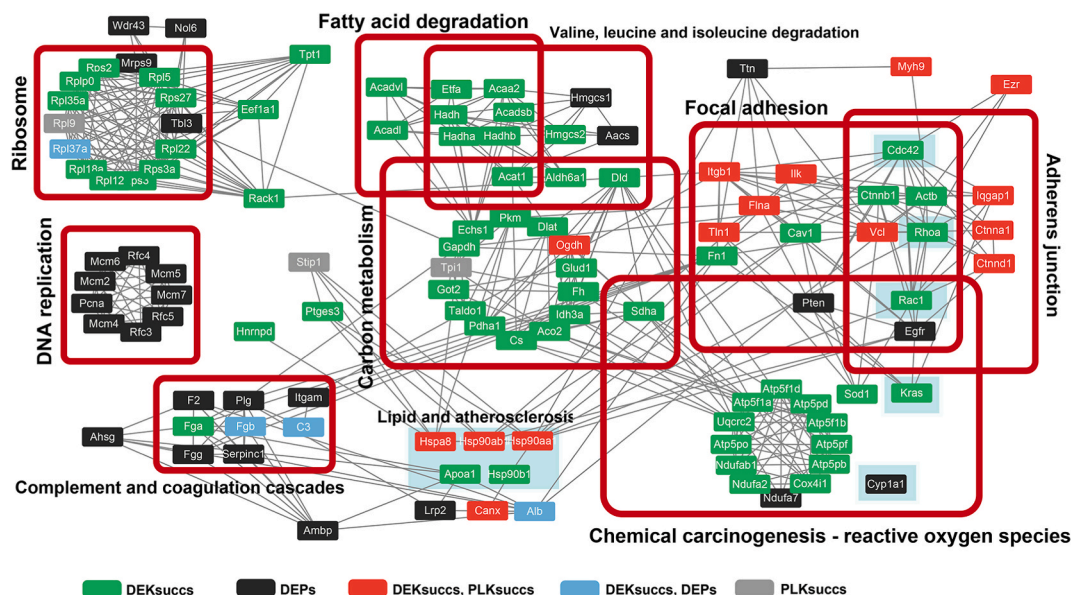 Wdr43
Nol6
Fatty acid degradation
Valine, leucine and isoleucine degradation
Ribosome
Mrps9
Rps2
Rpl5
Rplp0
Rpl35a
Rps27
Rpl9
Tbl3
Rpl37a
Rpl22
Rpl18a
Rps3a
Rpl12
ps3
Tpt1
Eef1a1
Rack1
Acadvl
Etfa
Acaa2
Hmgcs1
Hadh
Acadsb
Acadl
Hadha
Hadhb
Hmgcs2
Aacs
Acat1
Aldh6a1
Dld
Ttn
Myh9
Ezr
Focal adhesion
Adherens junction
Cdc42
Itgb1
Ilk
Ctnnb1
Actb
Iqgap1
Flna
Tln1
Cav1
Vcl
Rhoa
Ctnna1
Fn1
Ctnnd1
Pten
Rac1
Egfr
DNA replication
Mcm6
Rfc4
Mcm5
Mcm2
Mcm7
Pcna
Rfc5
Mcm4
Rfc3
Stip1
Ptges3
Hnrnpd
Carbon metabolism
Pkm
Echs1
Dlat
Gapdh
Ogdh
Tpi1
Glud1
Got2
Fh
Taldo1
Idh3a
Pdha1
Aco2
Cs
Sdha
Sod1
Kras
Atp5f1d
Atp5f1a
Atp5pd
Uqcrc2
Atp5f1b
Atp5po
Atp5pf
Ndufab1
Atp5pb
Ndufa2
Cox4i1
Ndufa7
Cyp1a1
Chemical carcinogenesis - reactive oxygen species
F2
Plg
Itgam
Ahsg
Fga
Fgb
C3
Fgg
Serpinc1
Complement and coagulation cascades
Ambp
Lipid and atherosclerosis
Hspa8
Hsp90ab
Hsp90aa
Apoa1
Hsp90b1
Lrp2
Canx
Alb
DEKsuccs
DEPs
DEKsuccs, PLKsuccs
DEKsuccs, DEPs
PLKsuccs